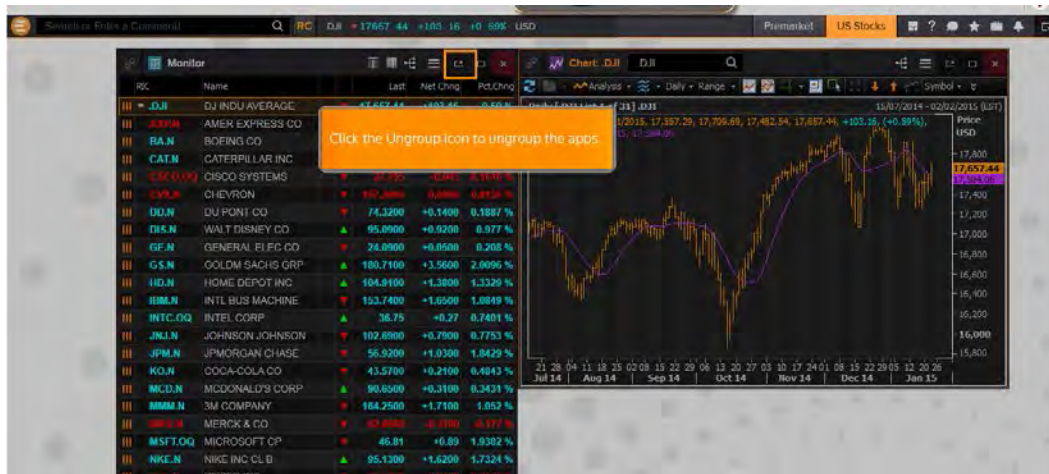 RG .DJI 17657.44 +103.16 +0.59% USD
Premarket US Stocks ?
Monitor
RIC Name Last Net Chng Pct.Chng
.DJI DJ INDU AVERAGE 17,657.44
AMER EXPRESS CO
BA.N BOEING CO
CAT.N CATERPILLAR INC
CISCO SYSTEMS
CHEVRON
DD.N DU PONT CO 74.3200 +0.1400 0.1887 %
DIS.N WALT DISNEY CO 95.0900 +0.9200 0.977 %
GE.N GENERAL ELEC CO 24.0900 +0.0500 0.208 %
GS.N GOLDM SACHS GRP 180.7100 +3.5600 2.0096 %
HD.N HOME DEPOT INC 104.9100 +1.3800 1.3329 %
IBM.N INTL BUS MACHINE 153.7400 +1.6500 1.0849 %
INTC.OQ INTEL CORP 36.75 +0.27 0.7401 %
JNJ.N JOHNSON JOHNSON 102.6900 +0.7900 0.7753 %
JPM.N JPMORGAN CHASE 56.9200 +1.0300 1.8429 %
KO.N COCA-COLA CO 43.5700 +0.2100 0.4843 %
MCD.N MCDONALD'S CORP 90.6500 +0.3100 0.3431 %
MMM.N 3M COMPANY 164.2500 +1.7100 1.052 %
MERCK & CO
MSFT.OQ MICROSOFT CP 46.81 +0.89 1.9382 %
NKE.N NIKE INC CL B 95.1300 +1.6200 1.7324 %
Click the Ungroup icon to ungroup the apps
Chart: .DJI .DJI
Analysis Daily Range Symbol
15/07/2014 - 02/02/2015 (EST)
Price
USD
17,800
17,657.44
17,400
17,200
17,000
16,800
16,600
16,400
16,200
16,000
15,800
21 28 04 11 18 25 02 08 15 22 29 06 13 20 27 03 10 17 24 01 08 15 22 29 05 12 20 26
Jul 14 Aug 14 Sep 14 Oct 14 Nov 14 Dec 14 Jan 15